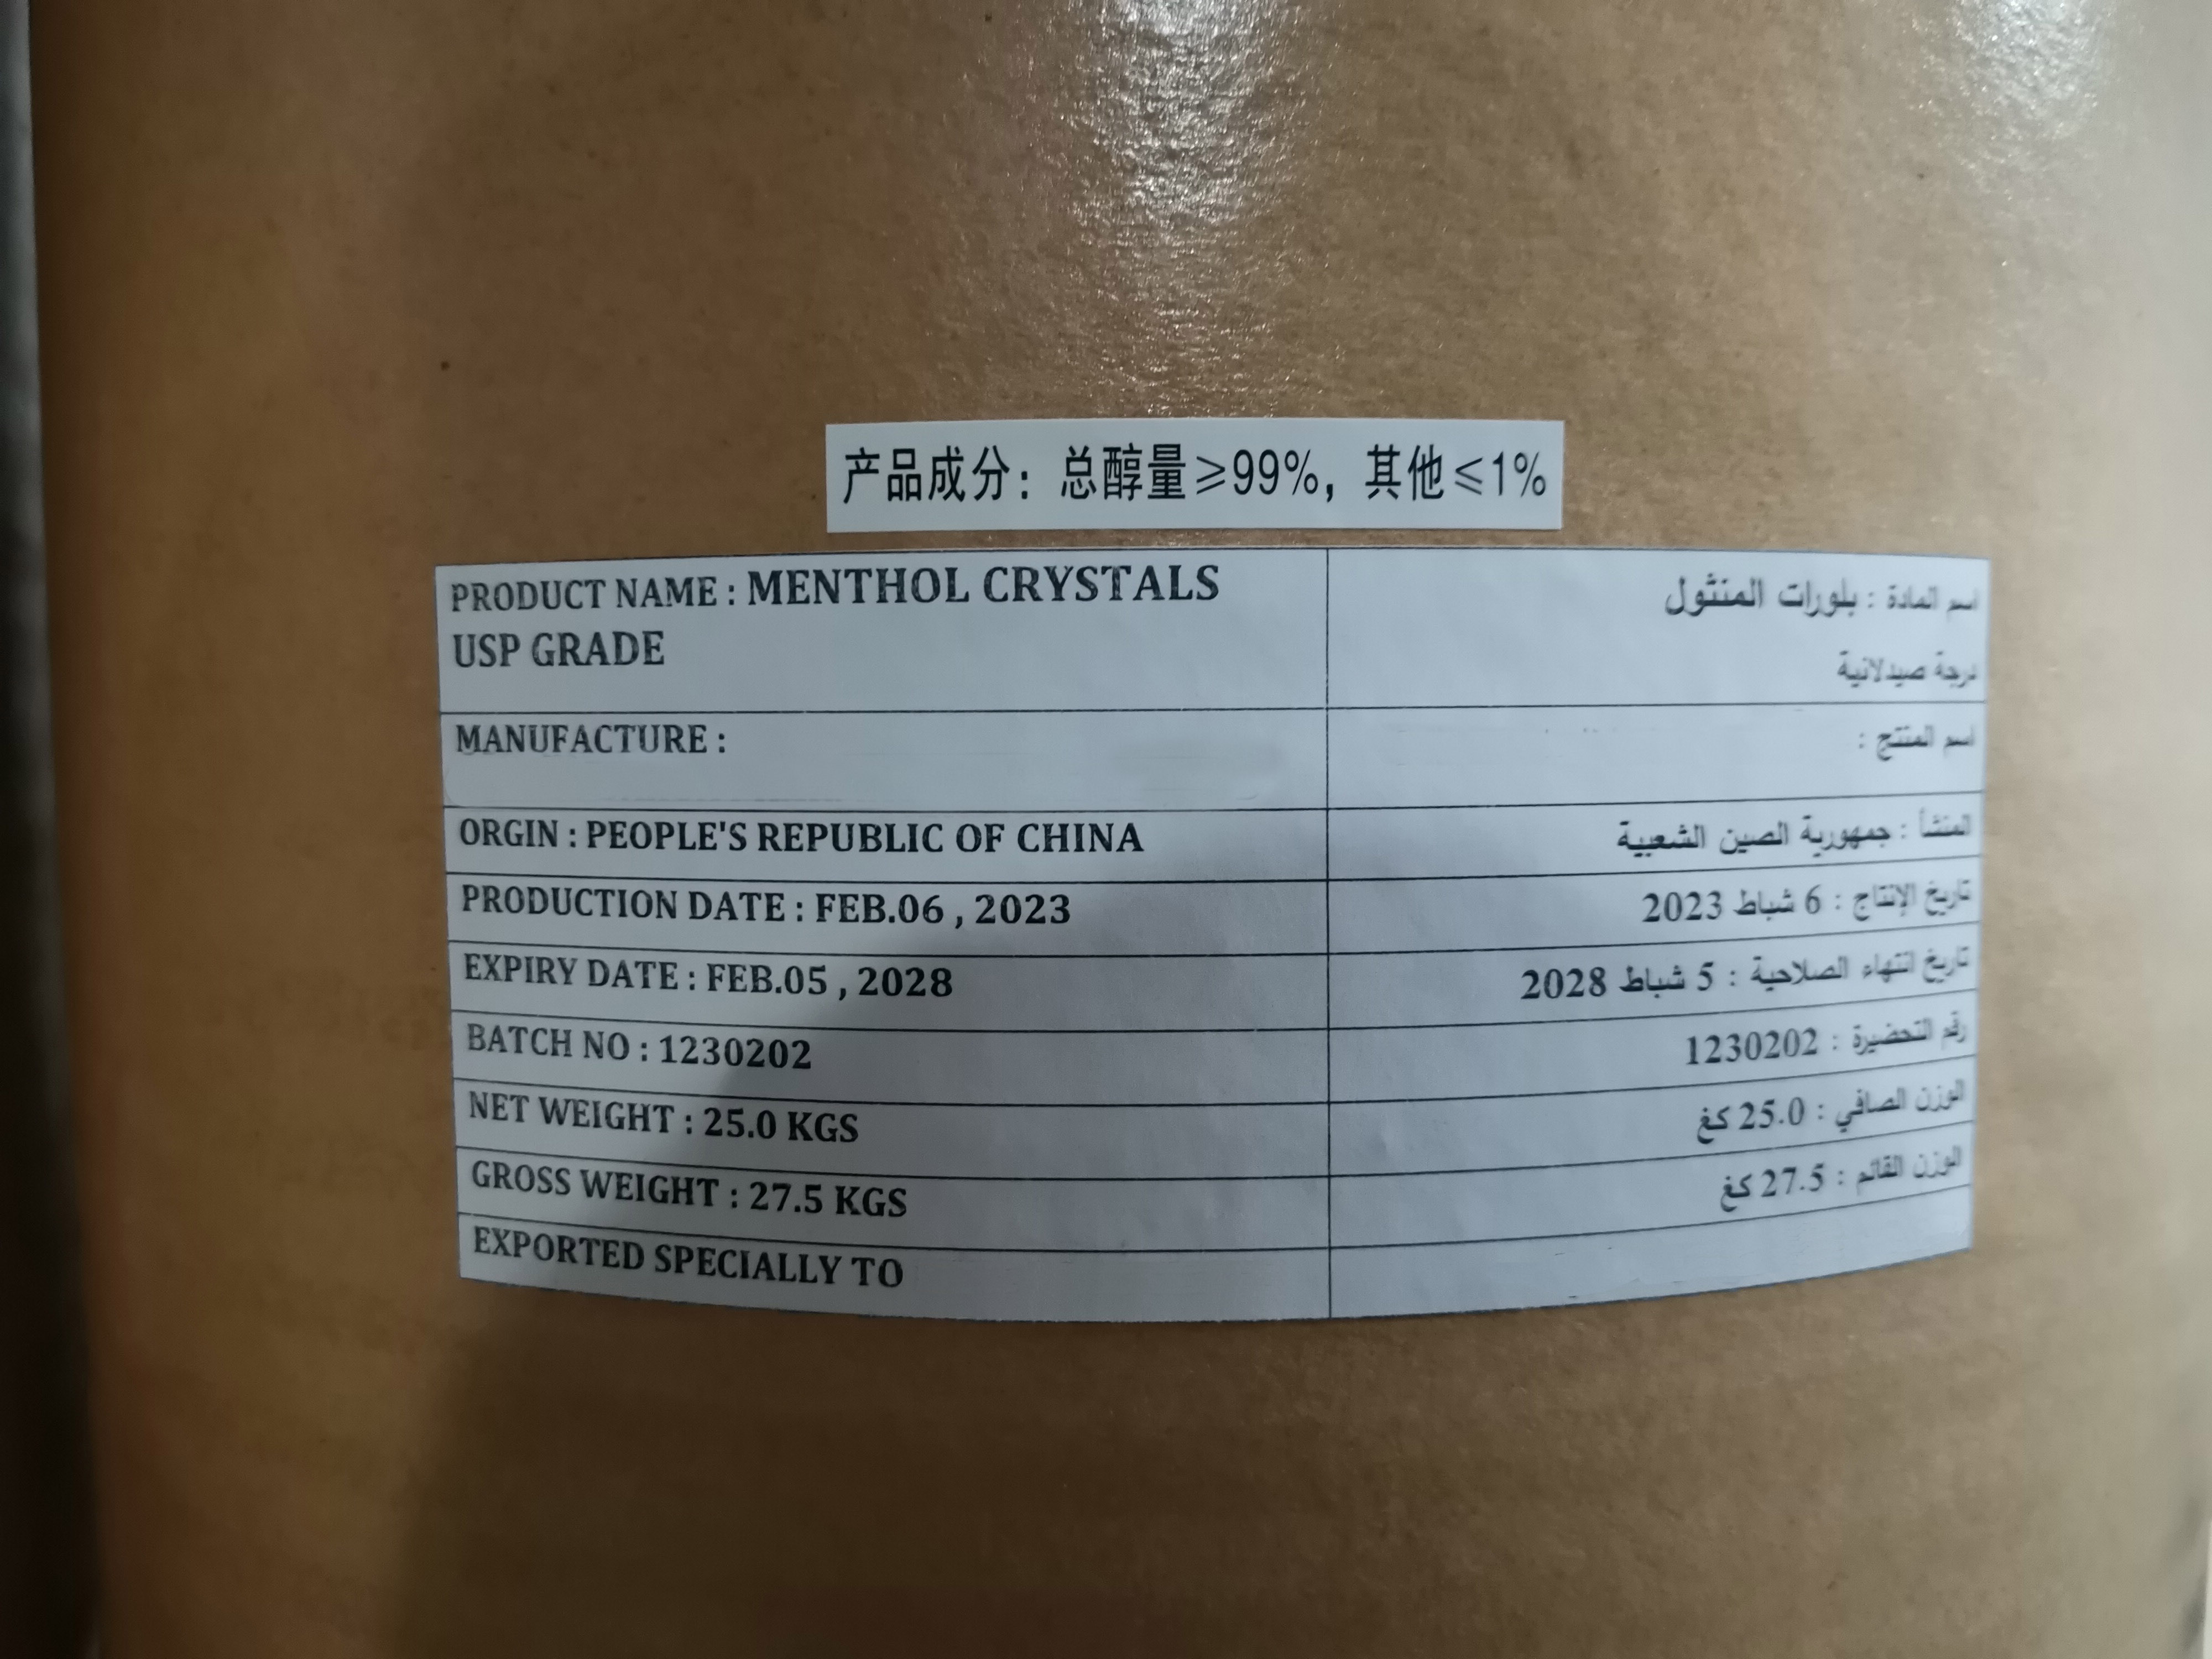 产品成分：总醇量≥99%，其他≤1%
PRODUCT NAME : MENTHOL CRYSTALS
USP GRADE
اسم المادة : بلورات المنثول
درجة صيدلانية
MANUFACTURE :
اسم المنتج :
ORGIN : PEOPLE'S REPUBLIC OF CHINA
المنشأ : جمهورية الصين الشعبية
PRODUCTION DATE : FEB.06 , 2023
تاريخ الإنتاج : 6 شباط 2023
EXPIRY DATE : FEB.05 , 2028
تاريخ انتهاء الصلاحية : 5 شباط 2028
BATCH NO : 1230202
رقم التحضيرة : 1230202
NET WEIGHT : 25.0 KGS
الوزن الصافي : 25.0 كغ
GROSS WEIGHT : 27.5 KGS
الوزن القائم : 27.5 كغ
EXPORTED SPECIALLY TO